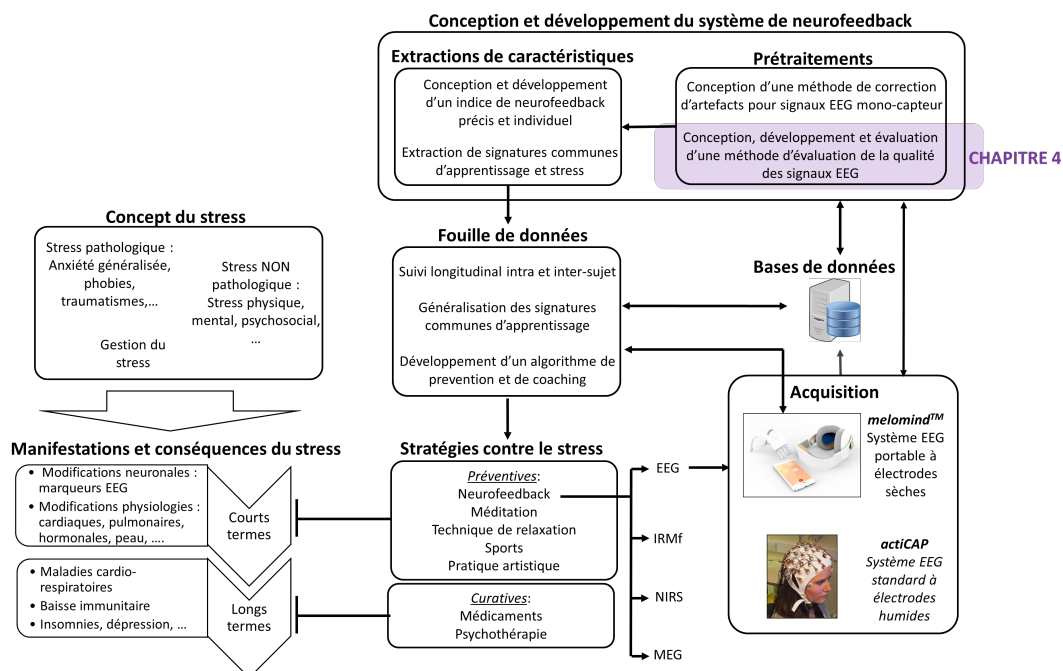 Conception et développement du système de neurofeedback
Extractions de caractéristiques
Conception et développement
d'un indice de neurofeedback
précis et individuel
Extraction de signatures communes
d'apprentissage et stress
Prétraitements
Conception d'une méthode de correction
d'artefacts pour signaux EEG mono-capteur
Conception, développement et évaluation
d'une méthode d'évaluation de la qualité
des signaux EEG
CHAPITRE 4
Concept du stress
Stress pathologique :
Anxiété généralisée,
phobies,
traumatismes,...
Stress NON
pathologique :
Stress physique,
mental, psychosocial,
...
Gestion du
stress
Fouille de données
Suivi longitudinal intra et inter-sujet
Généralisation des signatures
communes d'apprentissage
Développement d'un algorithme de
prevention et de coaching
Bases de données
Acquisition
melomindTM
Système EEG
portable à
électrodes
sèches
actiCAP
Système EEG
standard à
électrodes
humides
Manifestations et conséquences du stress
• Modifications neuronales :
marqueurs EEG
• Modifications physiologies :
cardiaques, pulmonaires,
hormonales, peau, ....
Courts
termes
• Maladies cardio-
respiratoires
• Baisse immunitaire
• Insomnies, dépression, ...
Longs
termes
Stratégies contre le stress
Préventives:
Neurofeedback
Méditation
Technique de relaxation
Sports
Pratique artistique
Curatives:
Médicaments
Psychothérapie
EEG
IRMf
NIRS
MEG